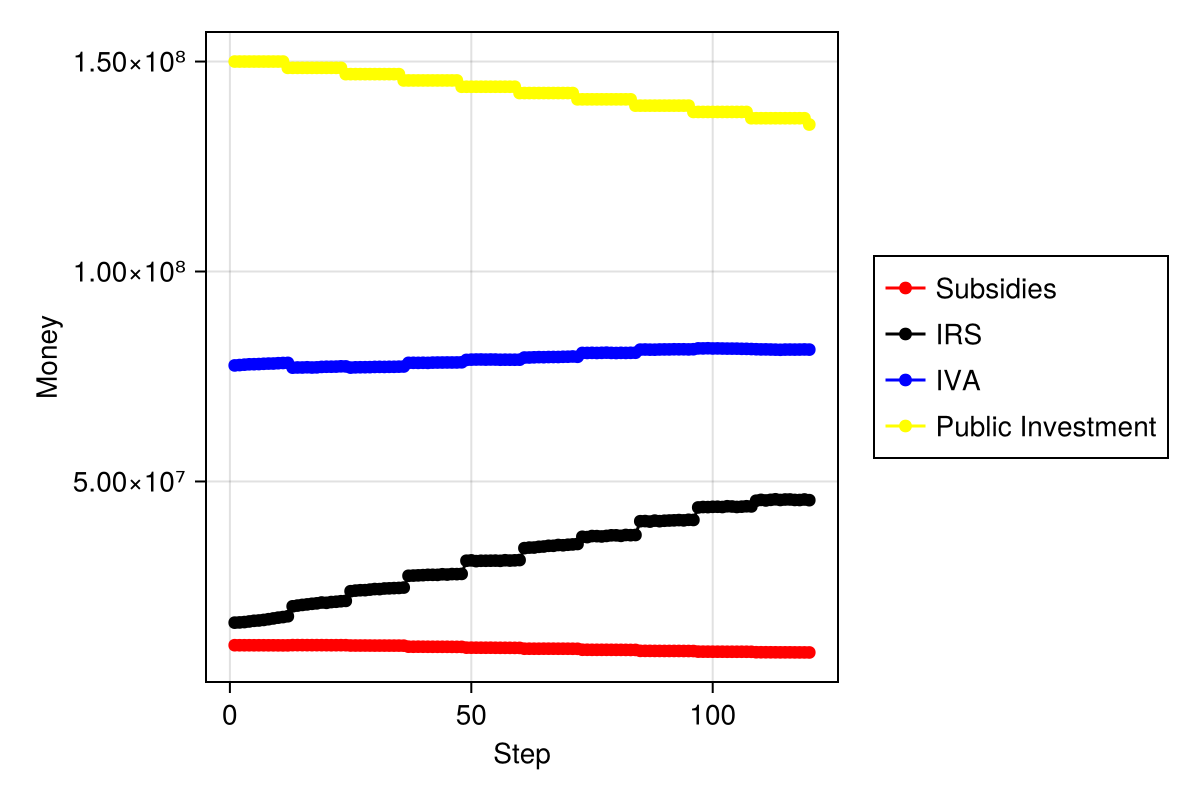 1.50×10⁸
1.00×10⁸
5.00×10⁷
Money
0 50 100
Step
Subsidies
IRS
IVA
Public Investment